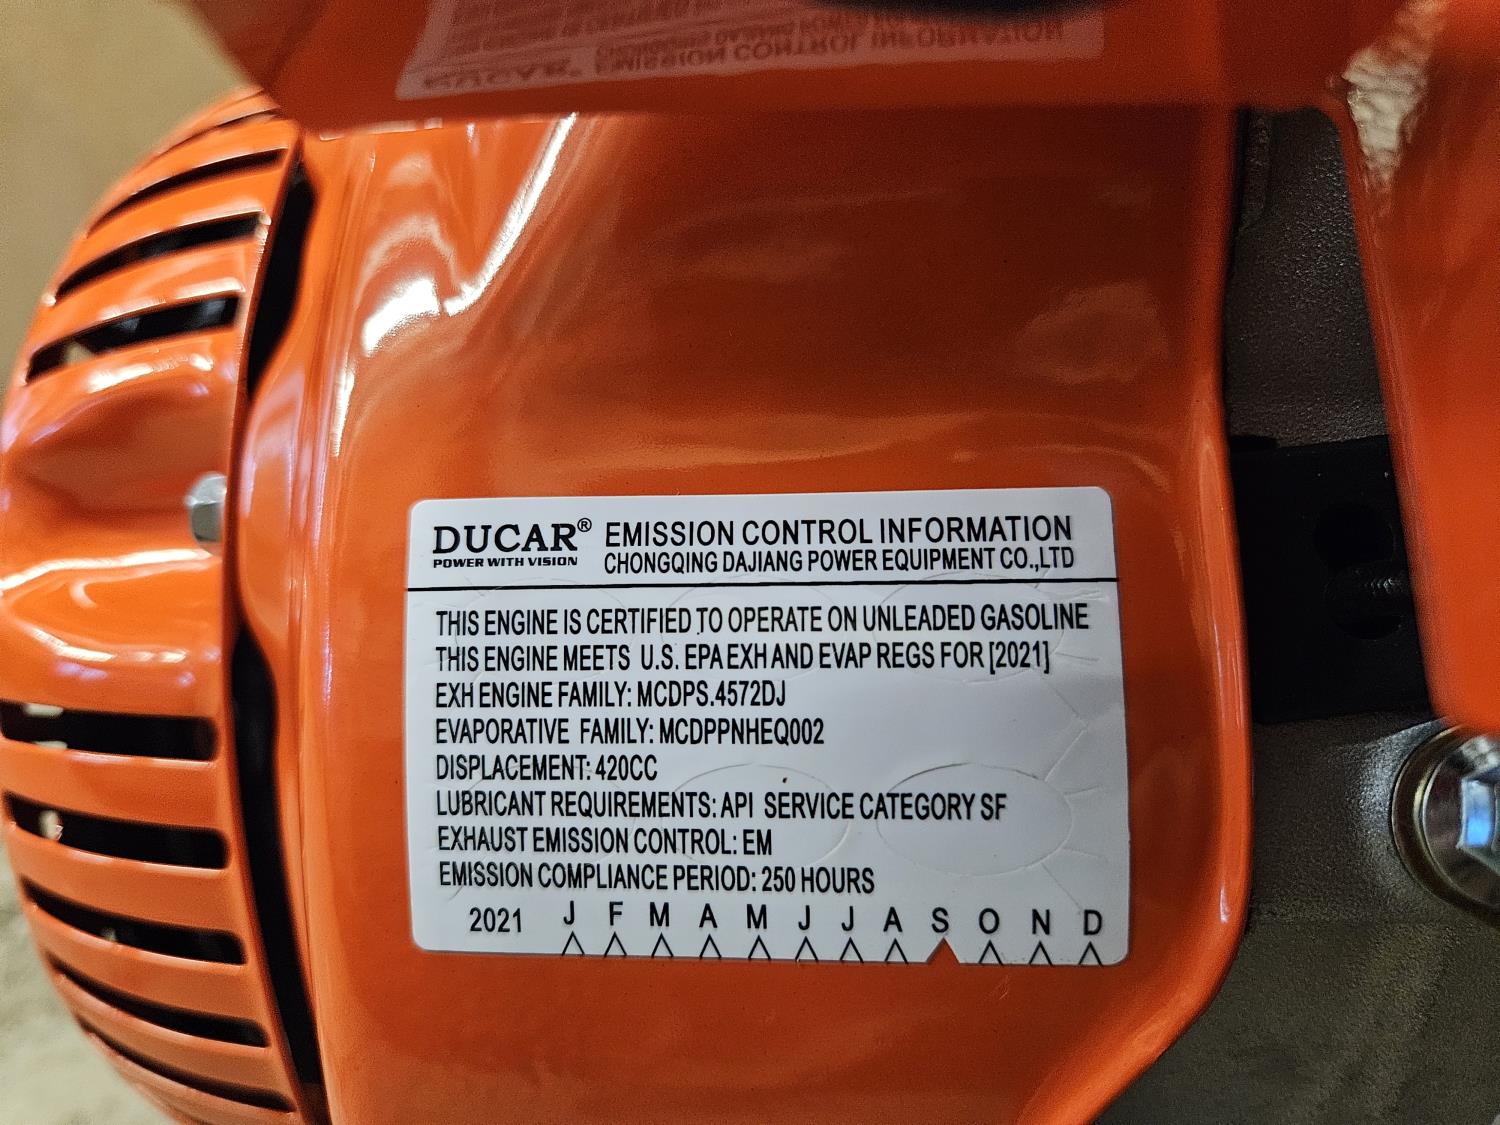 DUCAR® EMISSION CONTROL INFORMATION
POWER WITH VISION CHONGQING DAJIANG POWER EQUIPMENT CO.,LTD
THIS ENGINE IS CERTIFIED TO OPERATE ON UNLEADED GASOLINE
THIS ENGINE MEETS U.S. EPA EXH AND EVAP REGS FOR [2021]
EXH ENGINE FAMILY: MCDPS.4572DJ
EVAPORATIVE FAMILY: MCDPPNHEQ002
DISPLACEMENT: 420CC
LUBRICANT REQUIREMENTS: API SERVICE CATEGORY SF
EXHAUST EMISSION CONTROL: EM
EMISSION COMPLIANCE PERIOD: 250 HOURS
2021 J F M A M J J A S O N D